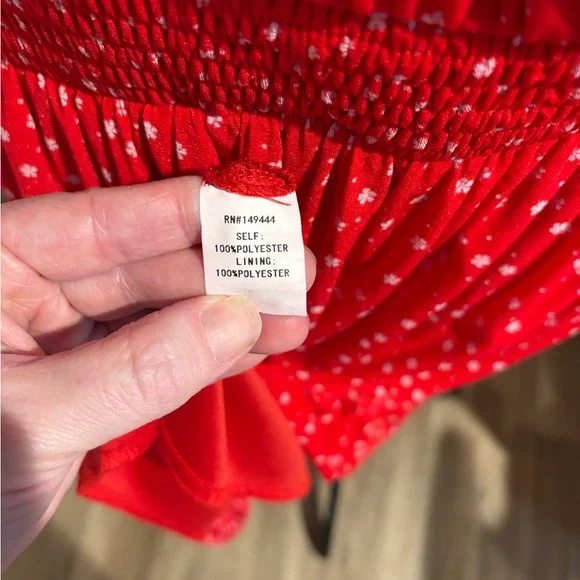 RN#149444
SELF:
100%POLYESTER
LINING:
100%POLYESTER